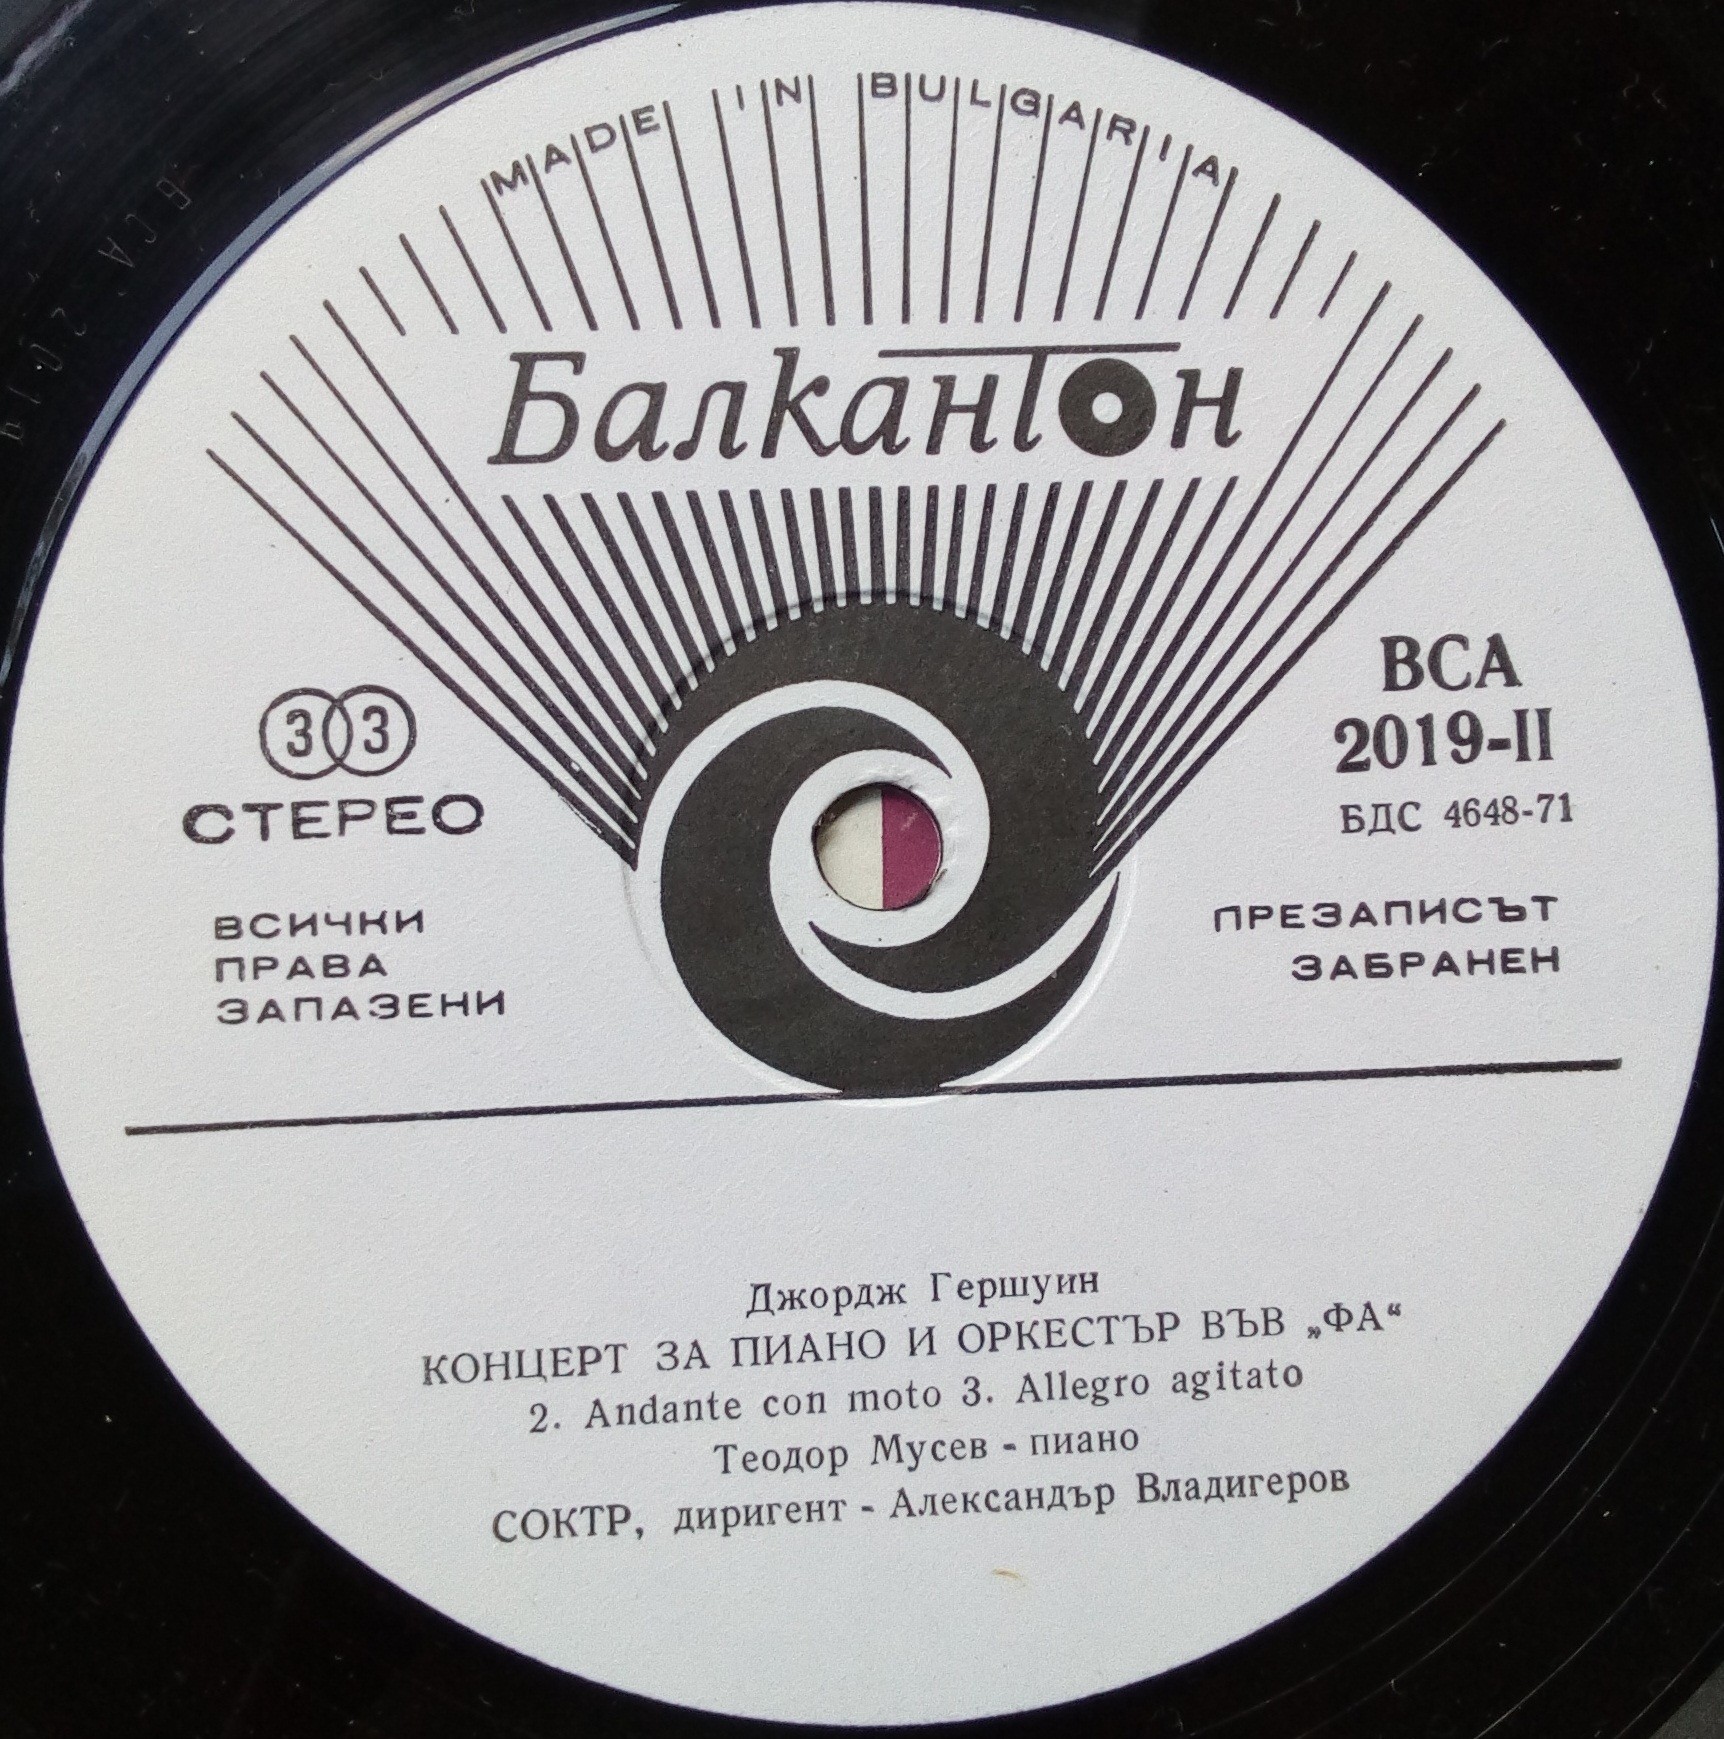 MADE IN BULGARIA
Балкантон
33
СТЕРЕО
ВСИЧКИ
ПРАВА
ЗАПАЗЕНИ
ВСА
2019-II
БДС 4648-71
ПРЕЗАПИСЪТ
ЗАБРАНЕН
Джордж Гершуин
КОНЦЕРТ ЗА ПИАНО И ОРКЕСТЪР ВЪВ „ФА“
2. Andante con moto 3. Allegro agitato
Теодор Мусев - пиано
СОКТР, диригент - Александър Владигеров